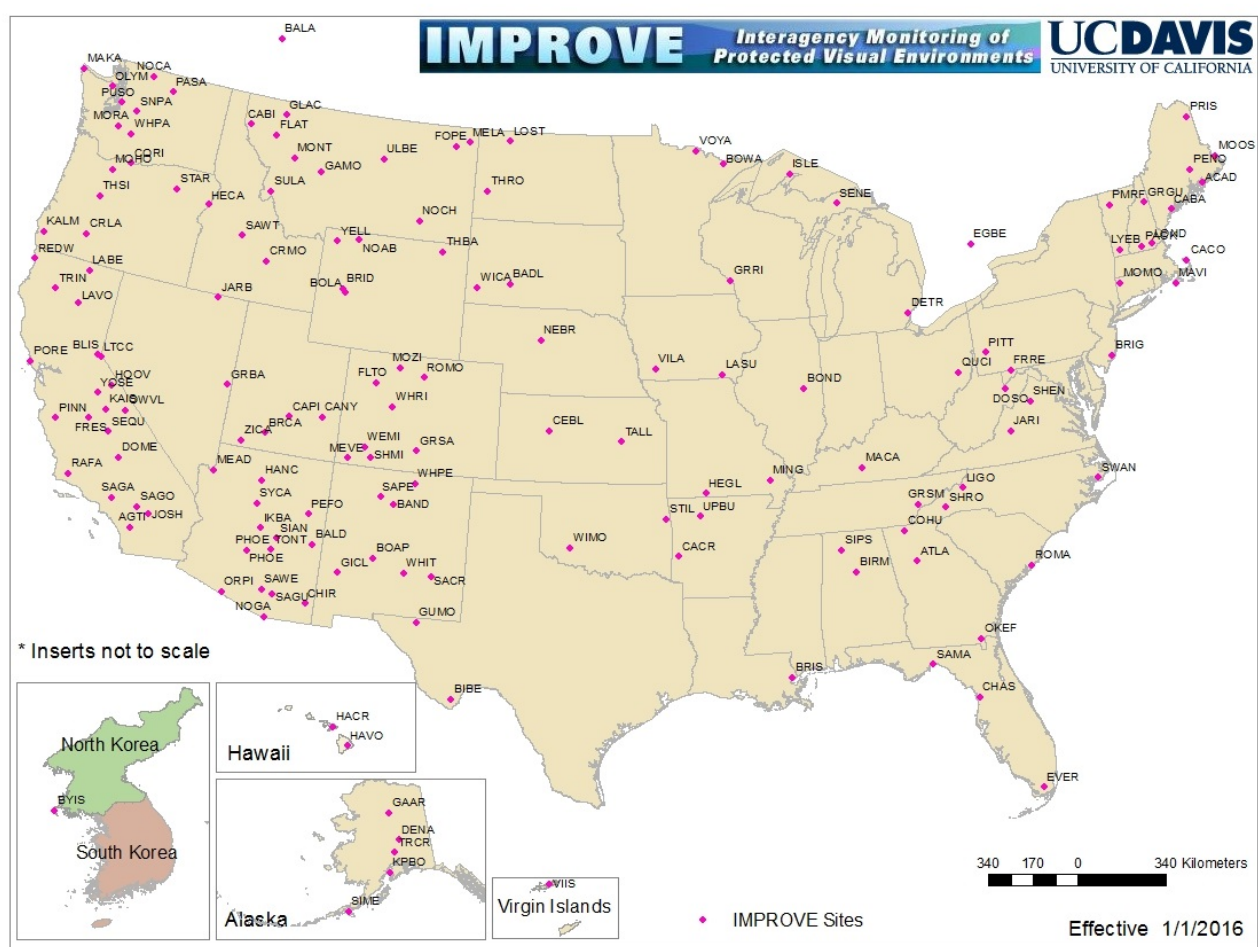 IMPROVE
Interagency Monitoring of
Protected Visual Environments
UCDAVIS
UNIVERSITY OF CALIFORNIA
BALA
MAKA
NOCA
OLYM
PASA
PUSO
SNPA
MORA
WHPA
CORI
MOHO
THSI
STAR
HECA
KALM
CRLA
REDW
LABE
TRIN
LAVO
CABI
GLAC
FLAT
MONT
GAMO
SULA
ULBE
FOPE
MELA
LOST
THRO
NOCH
SAWT
CRMO
YELL
NOAB
THBA
BOLA
BRID
JARB
WICA
BADL
VOYA
BOWA
ISLE
SENE
GRRI
EGBE
DETR
PRIS
MOOS
PENO
ACAD
PMRF
GRGU
CABA
LYEB
PACK
LOND
CACO
MOMO
MAVI
PORE
BLIS
LTCC
HOOV
YOSE
KAIS
OWVL
PINN
FRES
SEQU
DOME
RAFA
SAGA
SAGO
AGTI
JOSH
GRBA
CAPI
CANY
BRCA
ZICA
MEAD
NEBR
MOZI
FLTO
ROMO
WHRI
WEMI
MEVE
SHMI
GRSA
WHPE
SAPE
BAND
HANC
SYCA
PEFO
IKBA
SIAN
PHOE
TONT
PHOE
BALD
ORPI
SAWE
SAGU
CHIR
NOGA
GICL
BOAP
WHIT
SACR
GUMO
BIBE
CEBL
TALL
VILA
LASU
BOND
MING
HEGL
STIL
UPBU
CACR
WIMO
MACA
QUCI
PITT
FRRE
DOSO
SHEN
JARI
BRIG
SWAN
LIGO
GRSM
SHRO
COHU
SIPS
BIRM
ATLA
ROMA
OKEF
SAMA
CHAS
EVER
BRIS
* Inserts not to scale
North Korea
BYIS
South Korea
HACR
HAVO
Hawaii
GAAR
DENA
TRCR
KPBO
SIME
Alaska
VIIS
Virgin Islands
340 170 0 340 Kilometers
IMPROVE Sites
Effective 1/1/2016